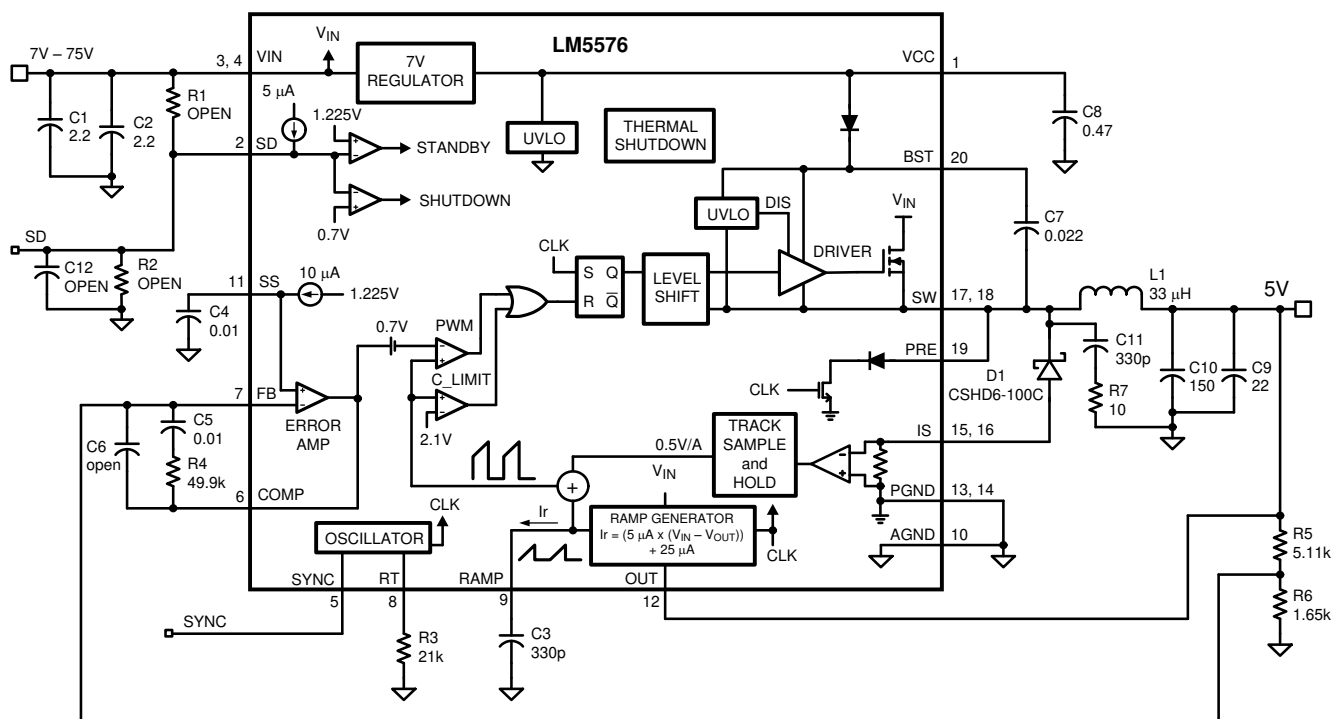 LM5576
7V – 75V
3, 4
VIN
V_IN
7V
REGULATOR
VCC
1
R1
OPEN
C1
2.2
C2
2.2
5 μA
1.225V
2
SD
STANDBY
SHUTDOWN
0.7V
UVLO
THERMAL
SHUTDOWN
C8
0.47
BST
20
UVLO
DIS
V_IN
DRIVER
C7
0.022
SD
C12
OPEN
R2
OPEN
11
SS
10 μA
1.225V
C4
0.01
CLK
S Q
R Q̅
LEVEL
SHIFT
SW
17, 18
L1
33 μH
5V
0.7V
PWM
C_LIMIT
2.1V
PRE
19
CLK
D1
CSHD6-100C
C11
330p
R7
10
C10
150
C9
22
7
FB
ERROR
AMP
C5
0.01
C6
open
R4
49.9k
6
COMP
0.5V/A
TRACK
SAMPLE
and
HOLD
IS
15, 16
V_IN
PGND
13, 14
AGND
10
Ir
RAMP GENERATOR
Ir = (5 μA x (V_IN – V_OUT))
+ 25 μA
CLK
CLK
OSCILLATOR
SYNC
5
RT
8
RAMP
9
OUT
12
R5
5.11k
R6
1.65k
SYNC
R3
21k
C3
330p